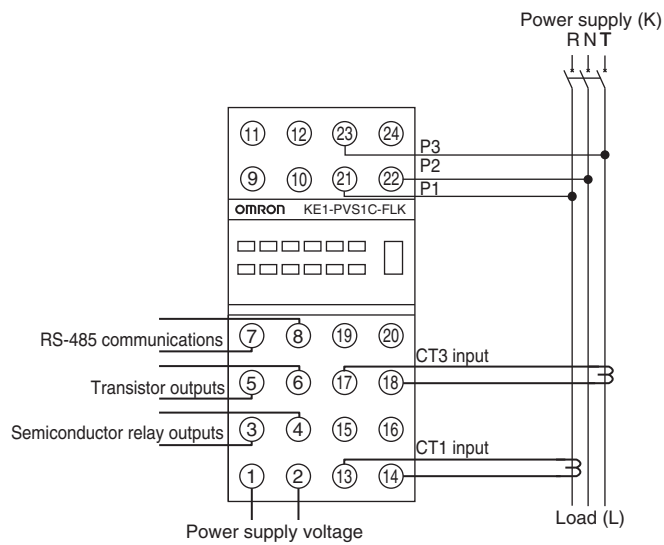 Power supply (K)
R N T
11 12 23 24
P3
P2
9 10 21 22
P1
OMRON KE1-PVS1C-FLK
7 8 19 20
RS-485 communications
CT3 input
5 6 17 18
Transistor outputs
3 4 15 16
Semiconductor relay outputs
CT1 input
1 2 13 14
Load (L)
Power supply voltage